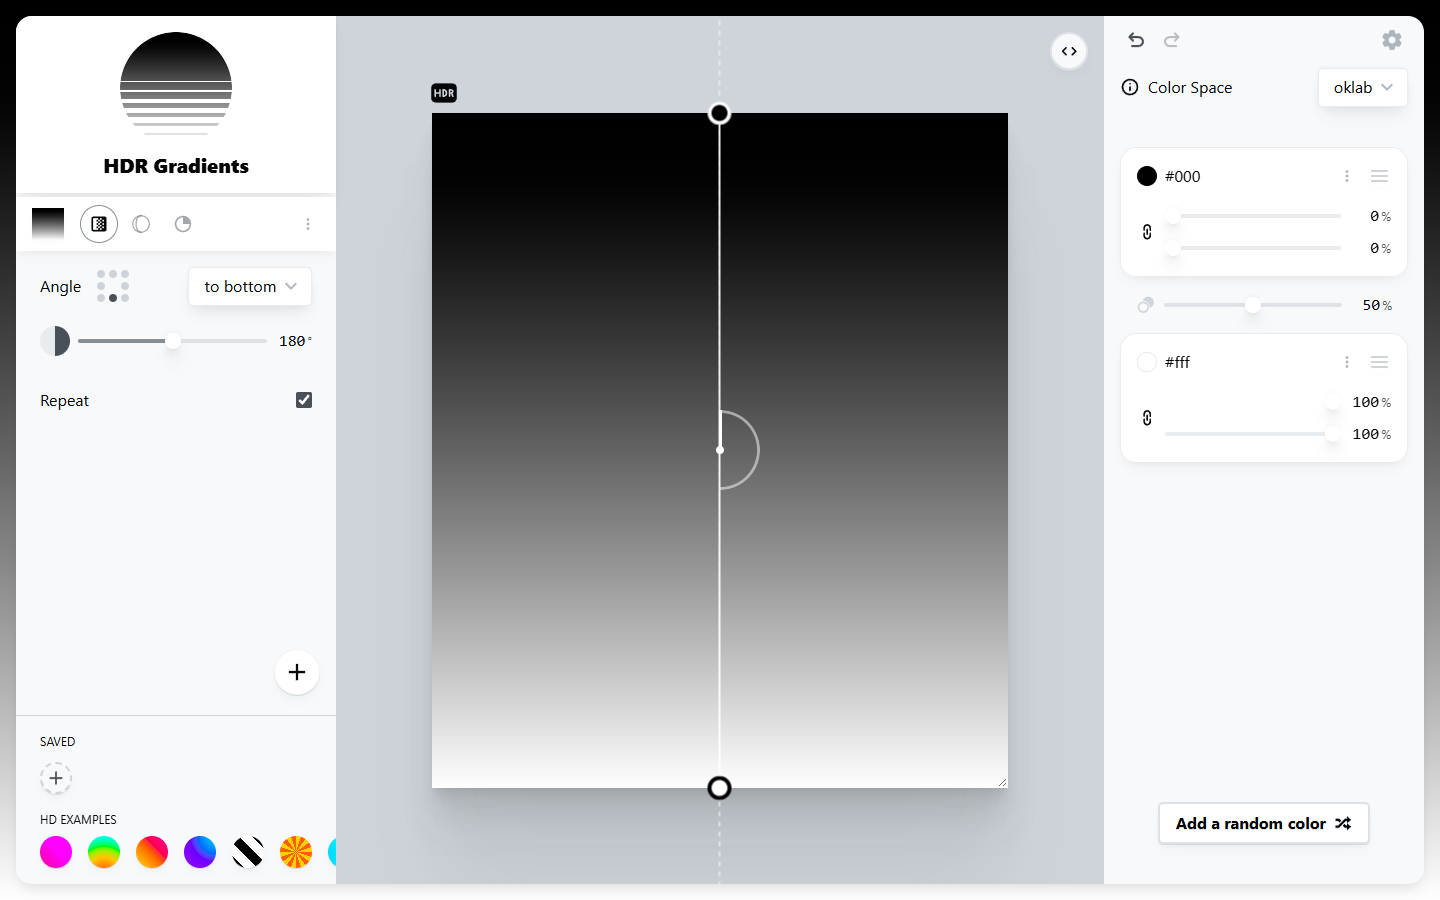 HDR Gradients
Angle
to bottom
180°
Repeat
SAVED
HD EXAMPLES
HDR
Color Space
oklab
#000
0%
0%
50%
#fff
100%
100%
Add a random color